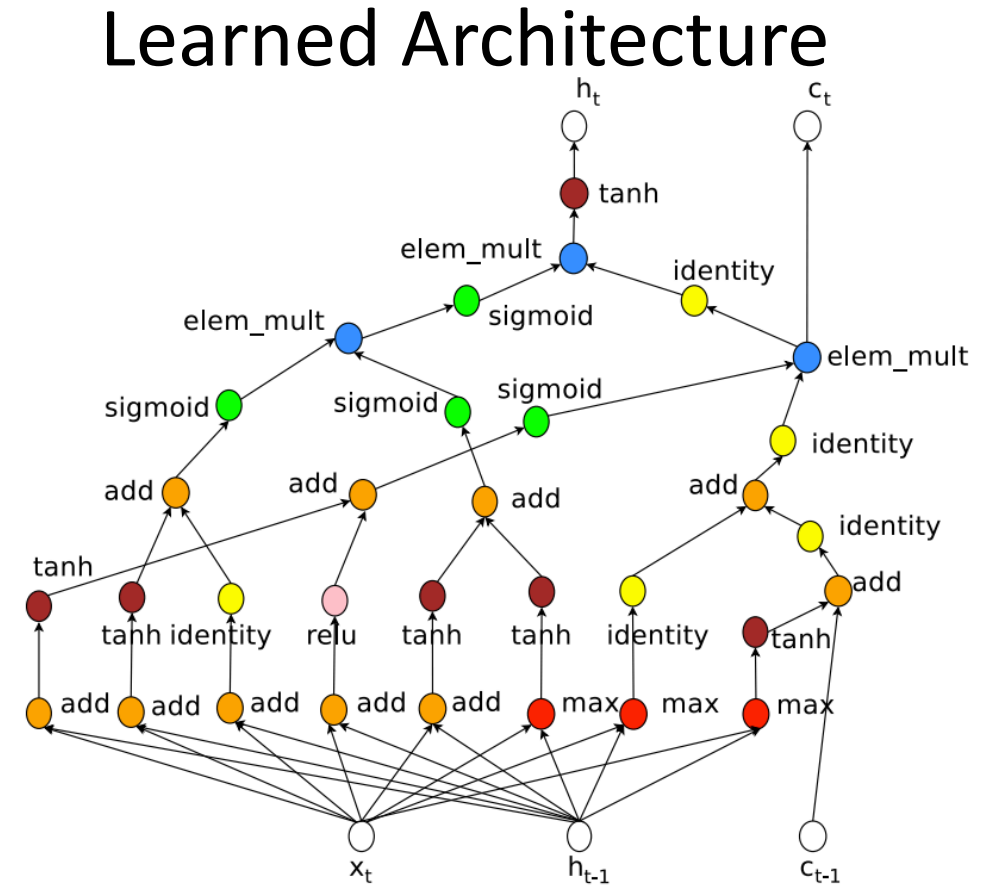 Learned Architecture
h_t c_t
tanh
elem_mult
identity
sigmoid
elem_mult
elem_mult
sigmoid
sigmoid
sigmoid
identity
add
add
add
add
identity
tanh
add
tanh identity relu tanh tanh identity tanh
add add add add add max max max
x_t h_t-1 c_t-1